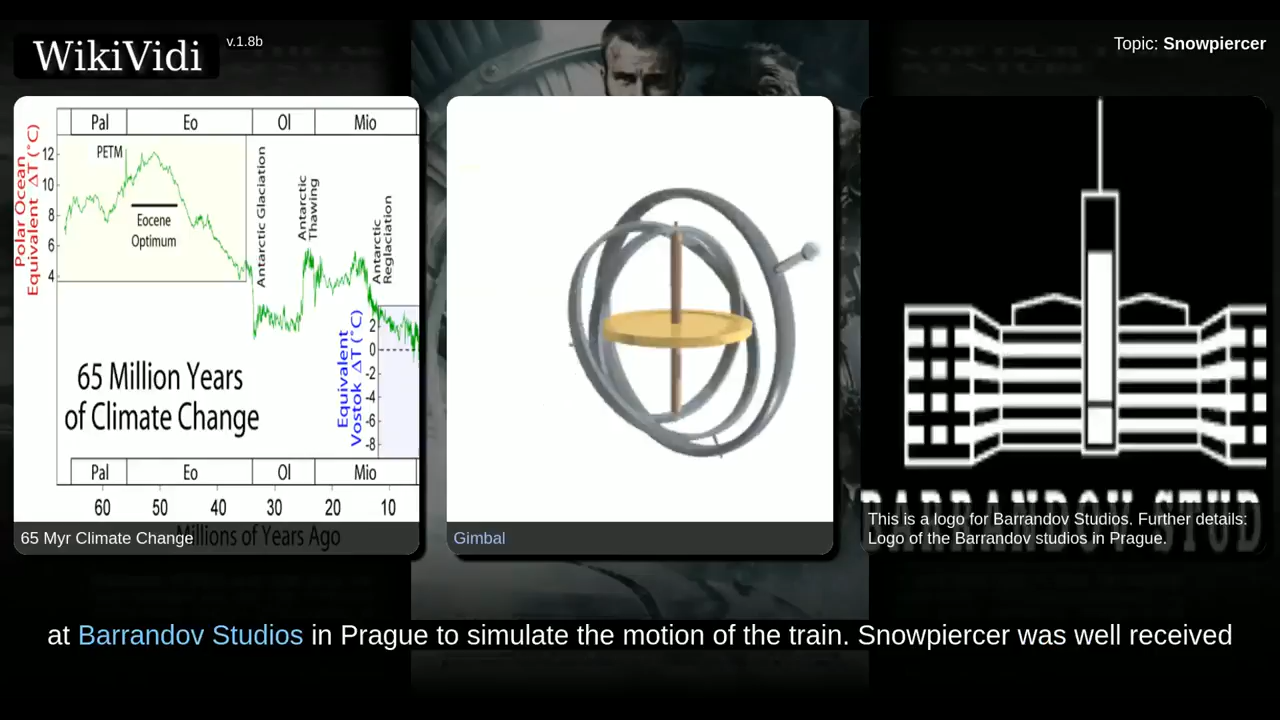 WikiVidi
v.1.8b
Topic: Snowpiercer
Pal Eo Ol Mio
Polar Ocean
Equivalent ΔT (°C)
12
10
8
6
4
PETM
Eocene
Optimum
Antarctic Glaciation
Antarctic
Thawing
Antarctic
Reglaciation
Equivalent
Vostok ΔT (°C)
2
0
-2
-4
-6
-8
65 Million Years
of Climate Change
Pal Eo Ol Mio
60 50 40 30 20 10
Millions of Years Ago
65 Myr Climate Change
Gimbal
BARRANDOV STUD
This is a logo for Barrandov Studios. Further details:
Logo of the Barrandov studios in Prague.
at Barrandov Studios in Prague to simulate the motion of the train. Snowpiercer was well received